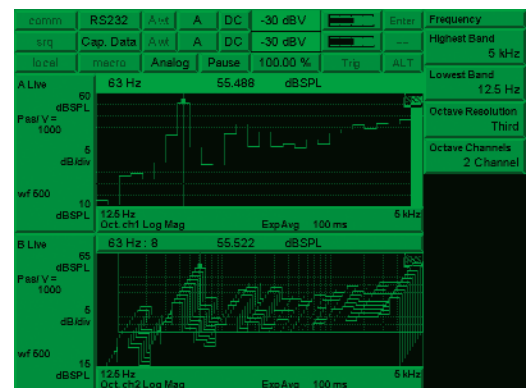 comm RS232 Awt A DC -30 dBV Enter Frequency
srq Cap. Data Awt A DC -30 dBV ---
local macro Analog Pause 100.00 % Trig ALT
Highest Band
5 kHz
Lowest Band
12.5 Hz
Octave Resolution
Third
Octave Channels
2 Channel
A Live 63 Hz 55.488 dBSPL
60
dBSPL
Pasl V =
1000
5
dB/div
wf 500
10
dBSPL
12.5 Hz 5 kHz
Oct. ch1 Log Mag ExpAvg 100 ms
B Live 63 Hz : 8 55.522 dBSPL
65
dBSPL
Pasl V =
1000
5
dB/div
wf 500
15
dBSPL
12.5 Hz 5 kHz
Oct. ch2 Log Mag ExpAvg 100 ms